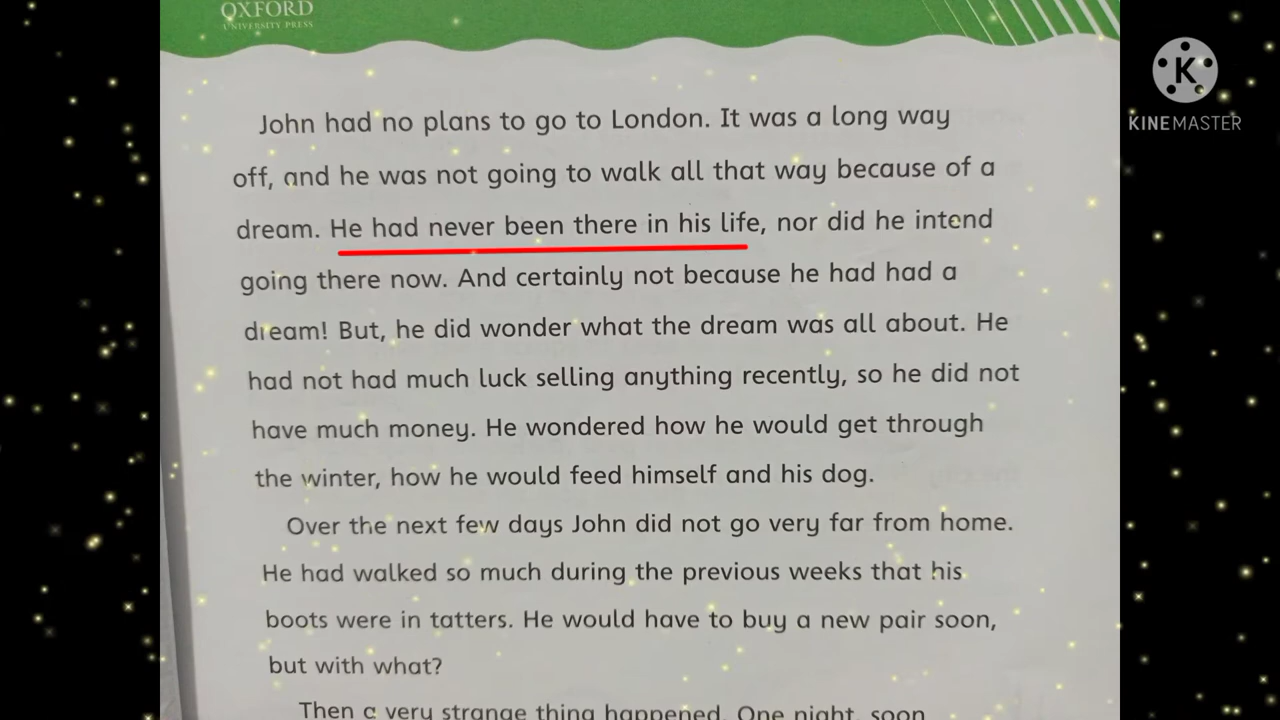 OXFORD
UNIVERSITY PRESS
KINEMASTER
John had no plans to go to London. It was a long way
off, and he was not going to walk all that way because of a
dream. He had never been there in his life, nor did he intend
going there now. And certainly not because he had had a
dream! But, he did wonder what the dream was all about. He
had not had much luck selling anything recently, so he did not
have much money. He wondered how he would get through
the winter, how he would feed himself and his dog.
Over the next few days John did not go very far from home.
He had walked so much during the previous weeks that his
boots were in tatters. He would have to buy a new pair soon,
but with what?
Then a very strange thing happened. One night, soon